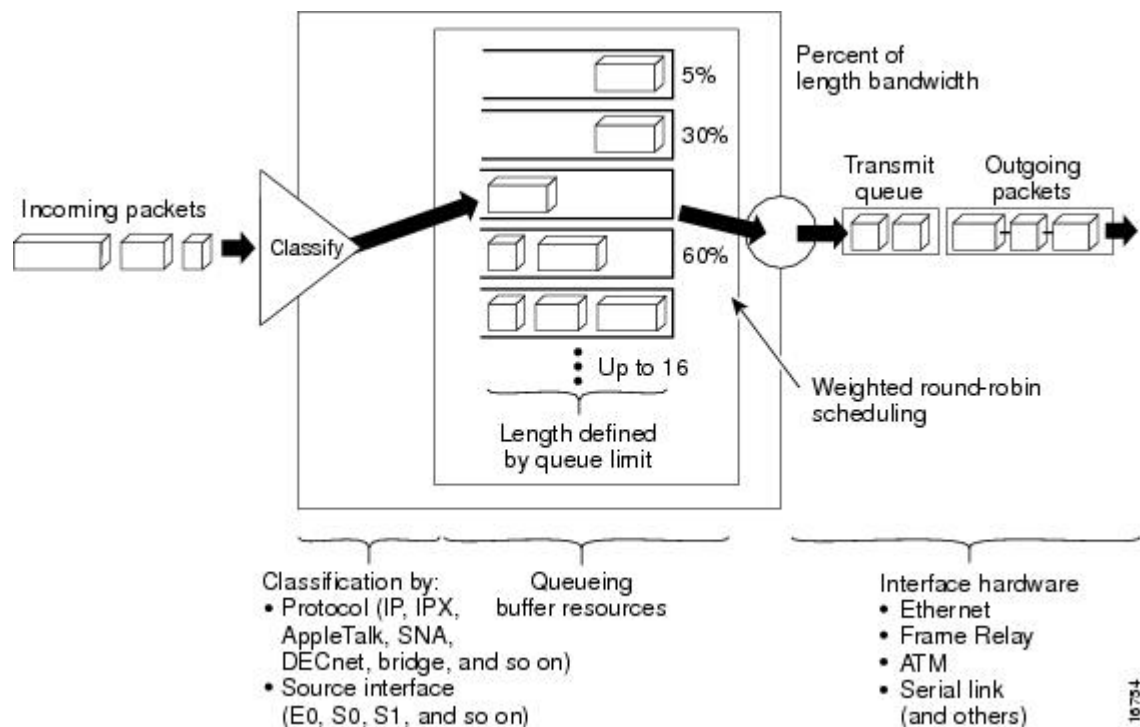 Percent of
length bandwidth
5%
30%
Transmit
queue
Outgoing
packets
Incoming packets
Classify
60%
Up to 16
Weighted round-robin
scheduling
Length defined
by queue limit
Classification by:
• Protocol (IP, IPX,
AppleTalk, SNA,
DECnet, bridge, and so on)
• Source interface
(E0, S0, S1, and so on)
Queueing
buffer resources
Interface hardware
• Ethernet
• Frame Relay
• ATM
• Serial link
(and others)
16754